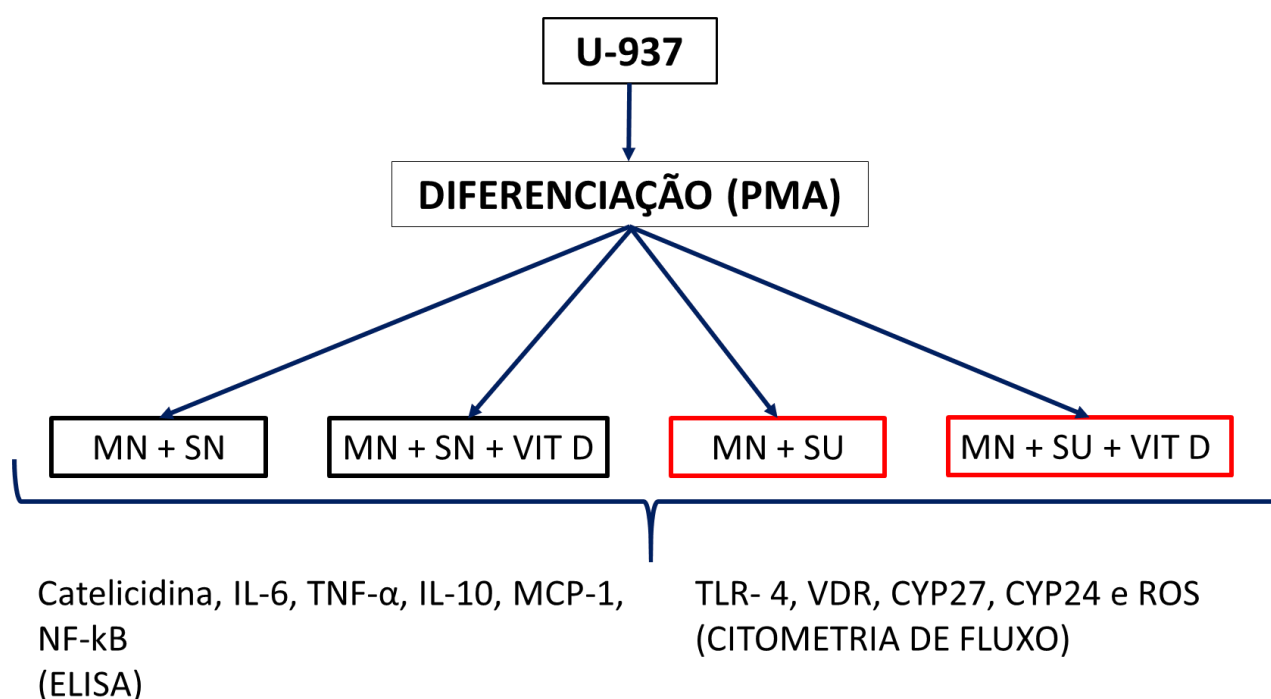 U-937
DIFERENCIAÇÃO (PMA)
MN + SN
MN + SN + VIT D
MN + SU
MN + SU + VIT D
Catelicidina, IL-6, TNF-α, IL-10, MCP-1,
NF-kB
(ELISA)
TLR- 4, VDR, CYP27, CYP24 e ROS
(CITOMETRIA DE FLUXO)